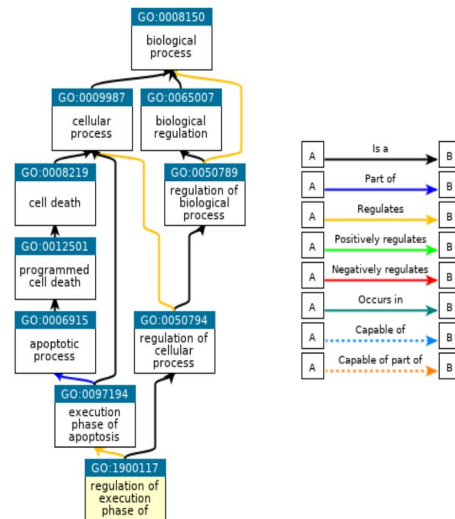 GO:0008150
biological
process
GO:0009987
cellular
process
GO:0065007
biological
regulation
GO:0008219
cell death
GO:0050789
regulation of
biological
process
GO:0012501
programmed
cell death
GO:0006915
apoptotic
process
GO:0050794
regulation of
cellular
process
GO:0097194
execution
phase of
apoptosis
GO:1900117
regulation of
execution
phase of
A Is a B
A Part of B
A Regulates B
A Positively regulates B
A Negatively regulates B
A Occurs in B
A Capable of B
A Capable of part of B